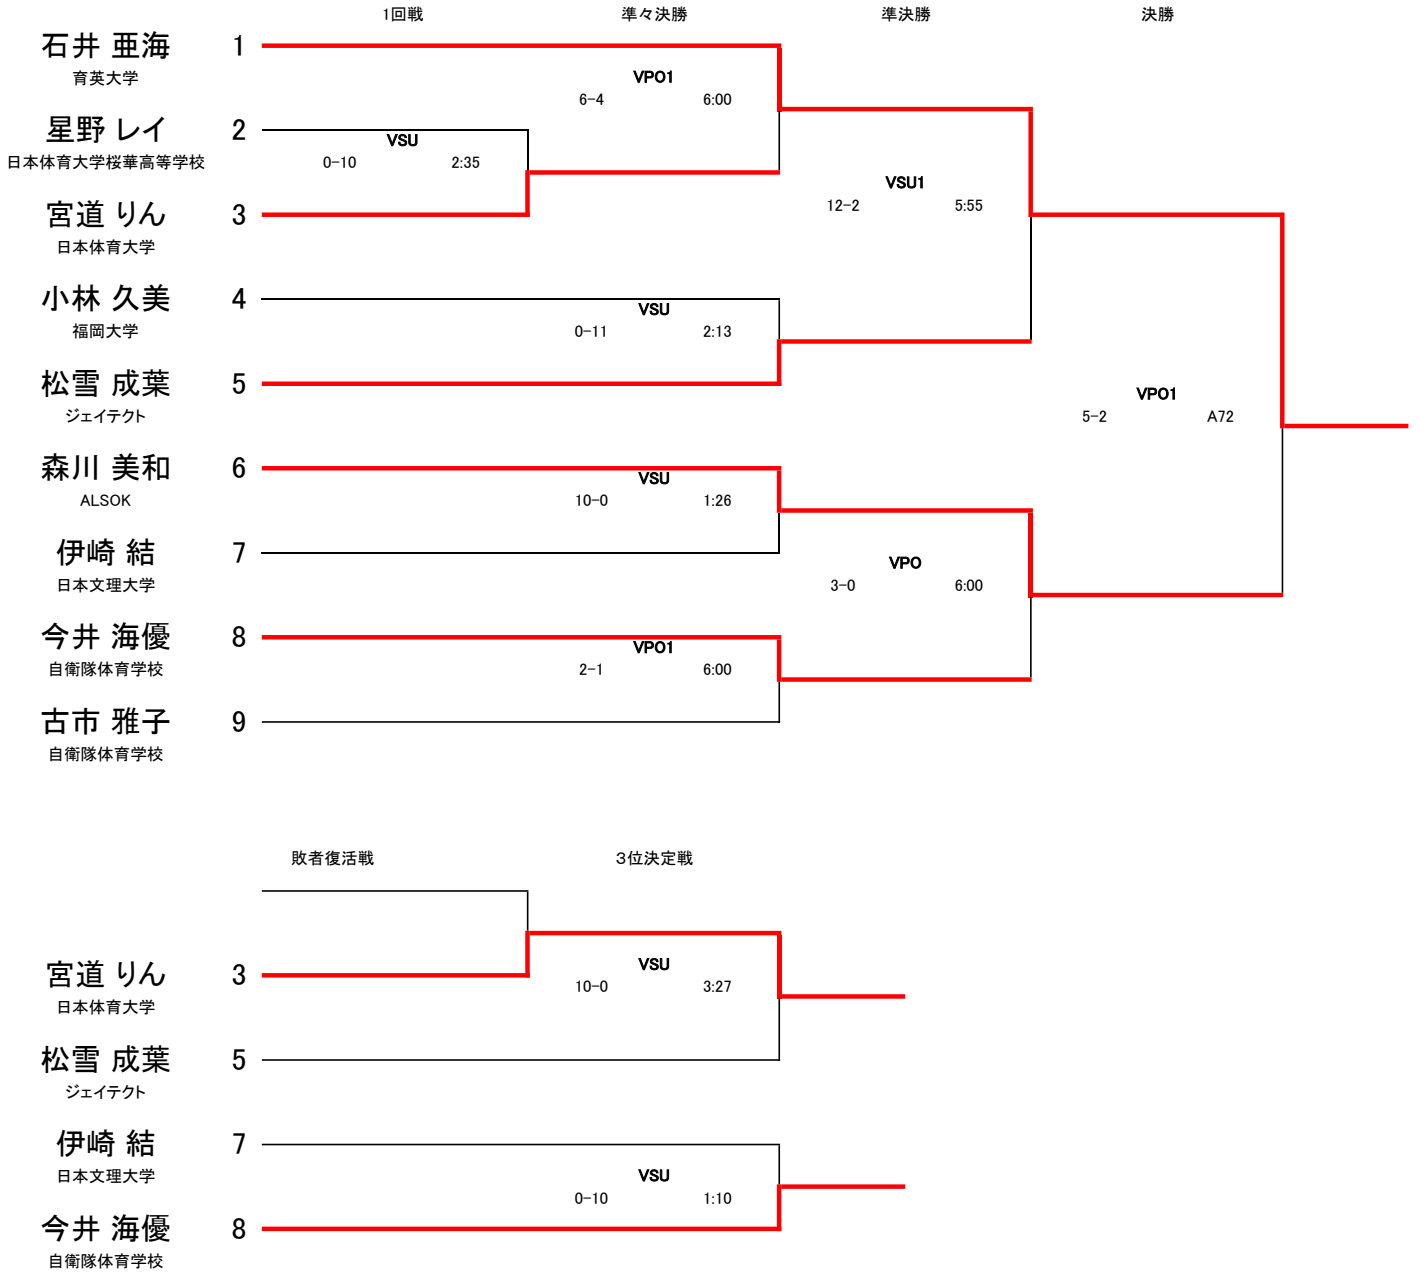 1回戦 準々決勝 準決勝 決勝
石井 亜海 1
育英大学
VPO1
6-4 6:00
星野 レイ 2
日本体育大学桜華高等学校
VSU
0-10 2:35
宮道 りん 3
日本体育大学
VSU1
12-2 5:55
小林 久美 4
福岡大学
VSU
0-11 2:13
松雪 成葉 5
ジェイテクト
VPO1
5-2 A72
森川 美和 6
ALSOK
VSU
10-0 1:26
伊崎 結 7
日本文理大学
VPO
3-0 6:00
今井 海優 8
自衛隊体育学校
VPO1
2-1 6:00
古市 雅子 9
自衛隊体育学校
敗者復活戦 3位決定戦
宮道 りん 3
日本体育大学
VSU
10-0 3:27
松雪 成葉 5
ジェイテクト
伊崎 結 7
日本文理大学
VSU
0-10 1:10
今井 海優 8
自衛隊体育学校